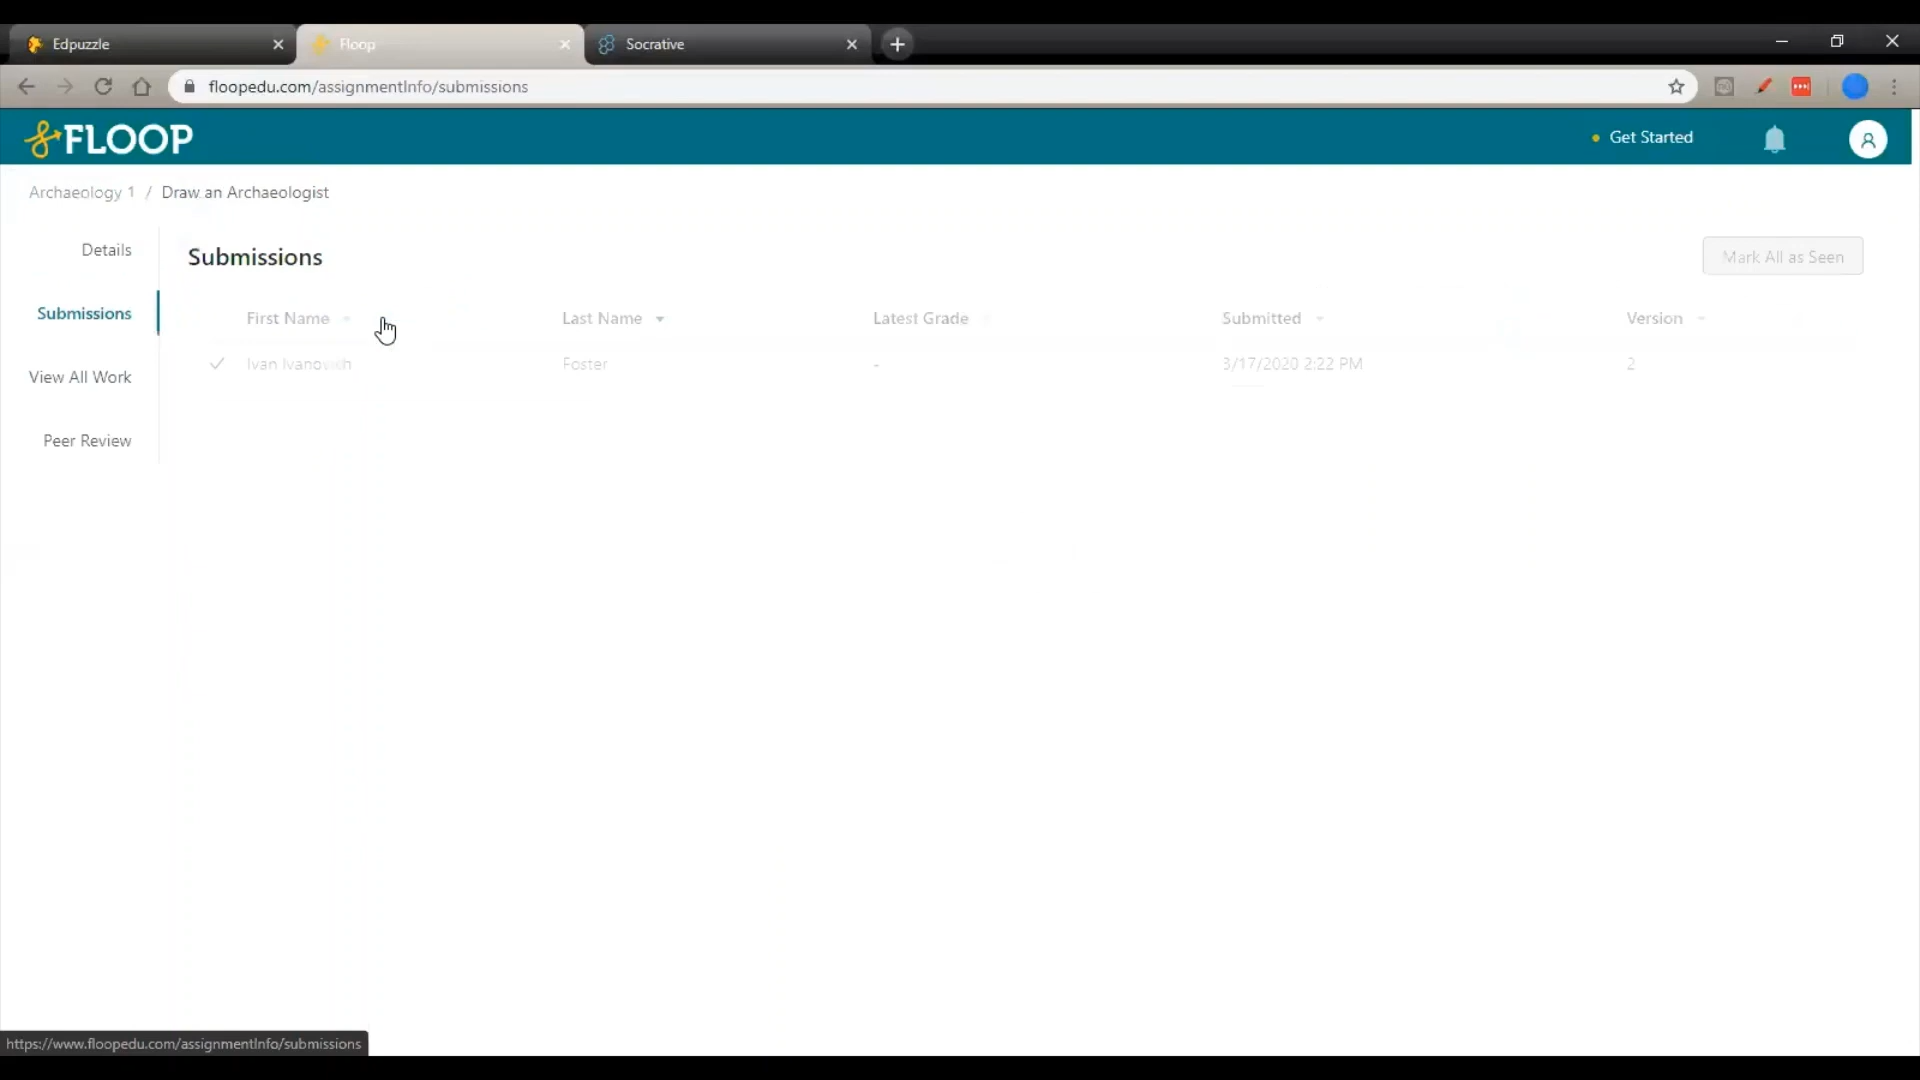 Edpuzzle
Floop
Socrative
floopedu.com/assignmentInfo/submissions
FLOOP
Get Started
Archaeology 1 / Draw an Archaeologist
Details
Submissions
View All Work
Peer Review
Submissions
Mark All as Seen
First Name
Last Name
Latest Grade
Submitted
Version
Ivan Ivanovich
Foster
-
3/17/2020 2:22 PM
2
https://www.floopedu.com/assignmentInfo/submissions